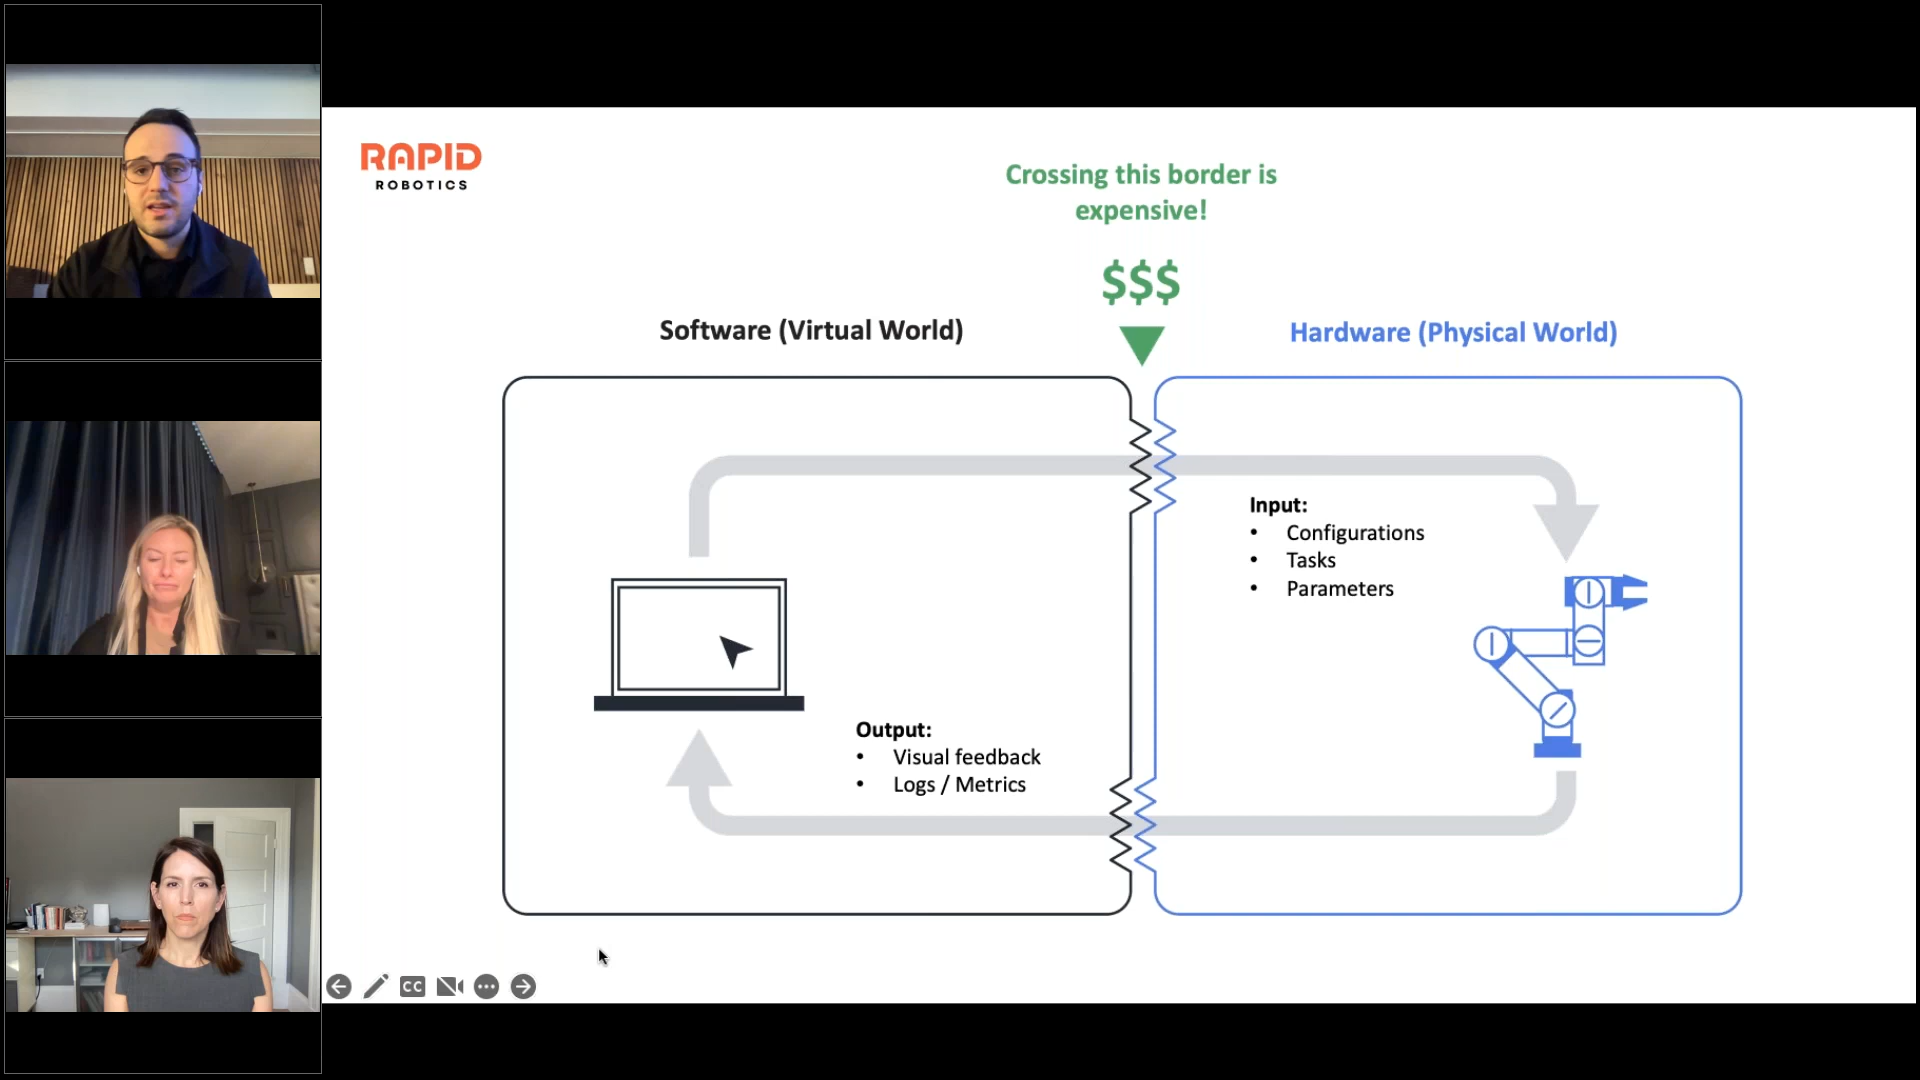 RAPID
ROBOTICS
Crossing this border is
expensive!
$$$
Software (Virtual World)
Hardware (Physical World)
Input:
• Configurations
• Tasks
• Parameters
Output:
• Visual feedback
• Logs / Metrics
CC